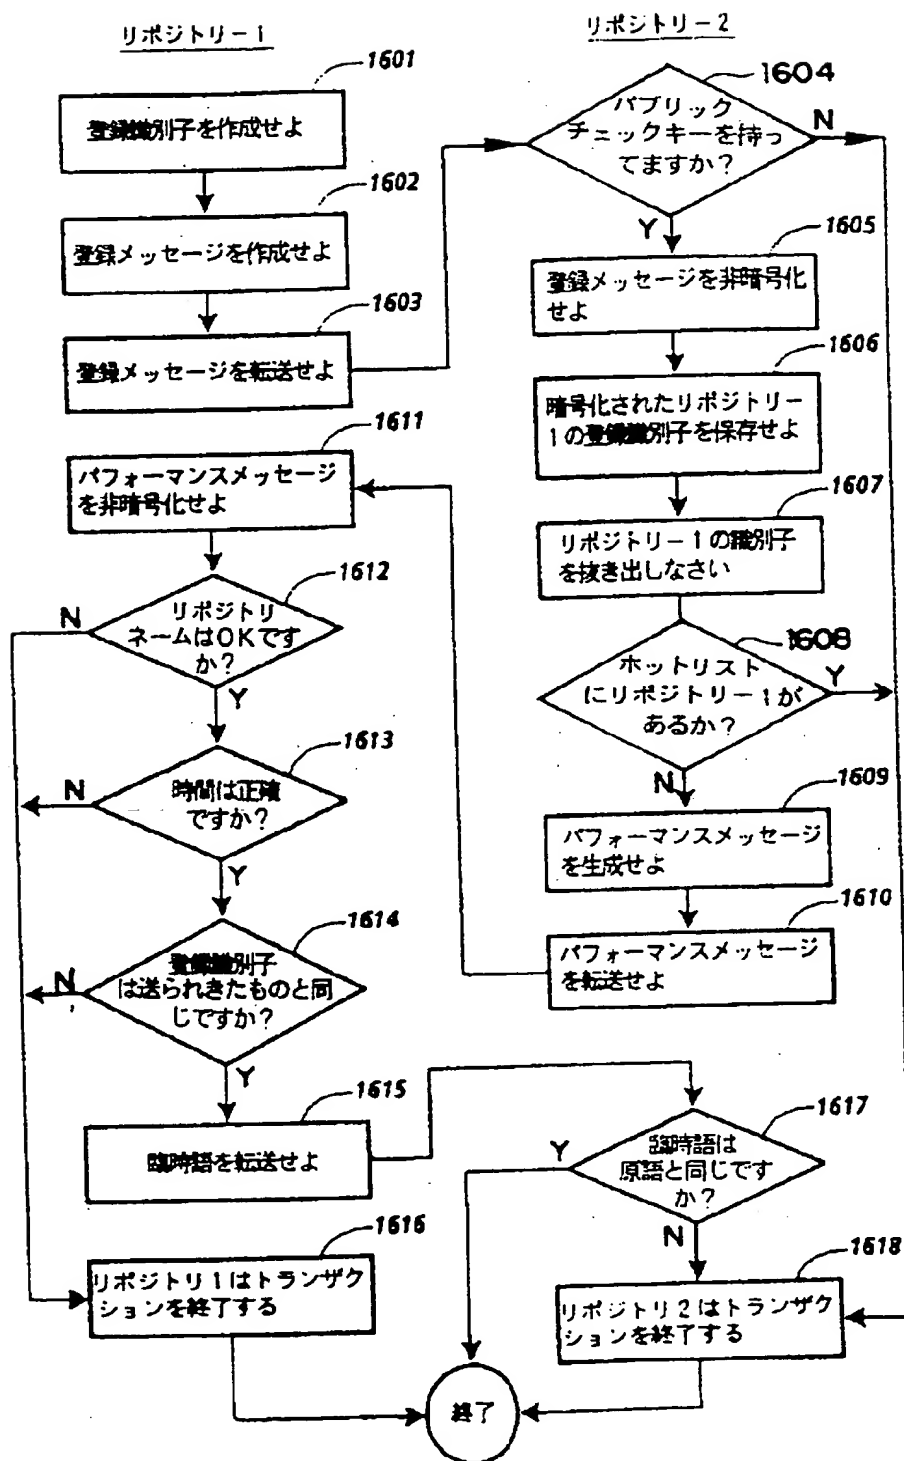 リポジトリー1
1601
登録識別子を作成せよ
1602
登録メッセージを作成せよ
1603
登録メッセージを転送せよ
1611
パフォーマンスメッセージ
を非暗号化せよ
1612
リポジトリ
ネームはOKです
か?
N
Y
1613
時間は正確
ですか?
N
Y
1614
登録識別子
は送られきたものと同
じですか?
N
Y
1615
臨時語を転送せよ
1616
リポジトリ1はトランザク
ションを終了する
リポジトリー2
1604
パブリック
チェックキーを持っ
てますか?
N
Y
1605
登録メッセージを非暗号化
せよ
1606
暗号化されたリポジトリー
1の登録識別子を保存せよ
1607
リポジトリー1の識別子
を抜き出しなさい
1608
ホットリスト
にリポジトリー1が
あるか?
Y
N
1609
パフォーマンスメッセージ
を生成せよ
1610
パフォーマンスメッセージ
を転送せよ
1617
臨時語は
原語と同じです
か?
Y
N
1618
リポジトリ2はトランザク
ションを終了する
終了